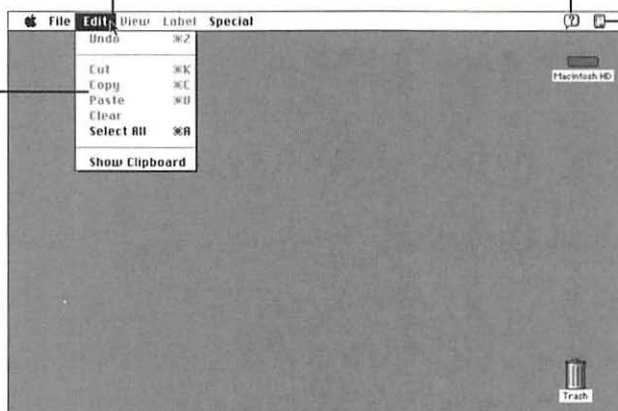 File Edit View Label Special
Undo ⌘Z
Cut ⌘K
Copy ⌘C
Paste ⌘U
Clear
Select All ⌘A
Show Clipboard
Macintosh HD
Trash